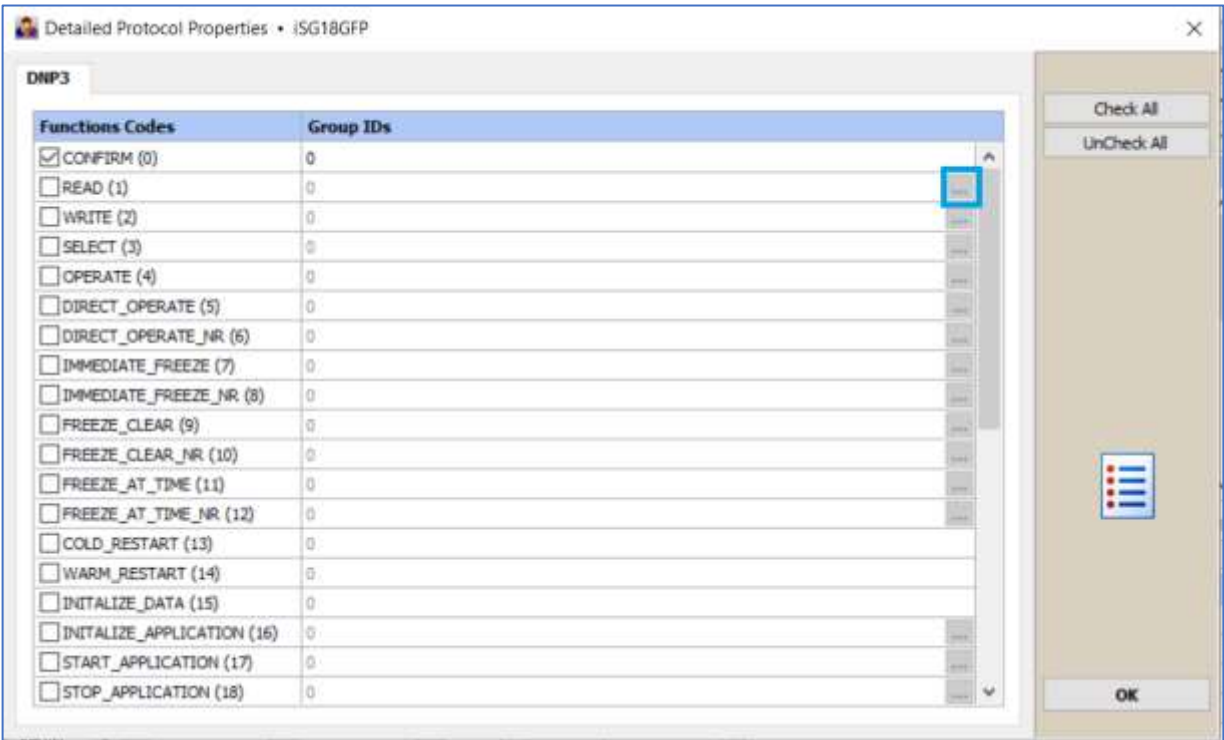 Detailed Protocol Properties • iSG18GFP
DNP3
Functions Codes Group IDs
CONFIRM (0) 0
READ (1) 0 ...
WRITE (2) 0 ...
SELECT (3) 0 ...
OPERATE (4) 0 ...
DIRECT_OPERATE (5) 0 ...
DIRECT_OPERATE_NR (6) 0 ...
IMMEDIATE_FREEZE (7) 0 ...
IMMEDIATE_FREEZE_NR (8) 0 ...
FREEZE_CLEAR (9) 0 ...
FREEZE_CLEAR_NR (10) 0 ...
FREEZE_AT_TIME (11) 0 ...
FREEZE_AT_TIME_NR (12) 0 ...
COLD_RESTART (13) 0
WARM_RESTART (14) 0
INITALIZE_DATA (15) 0
INITALIZE_APPLICATION (16) 0 ...
START_APPLICATION (17) 0 ...
STOP_APPLICATION (18) 0 ...
Check All
UnCheck All
OK